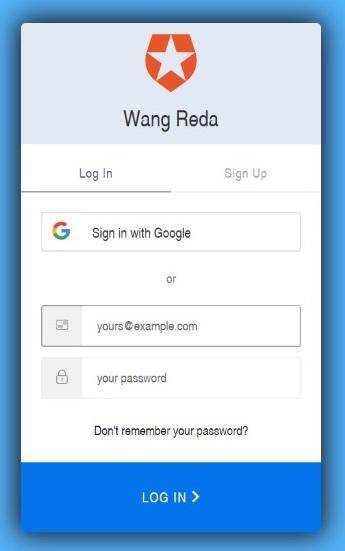 Wang Reda
Log In
Sign Up
Sign in with Google
or
yours@example.com
your password
Don't remember your password?
LOG IN